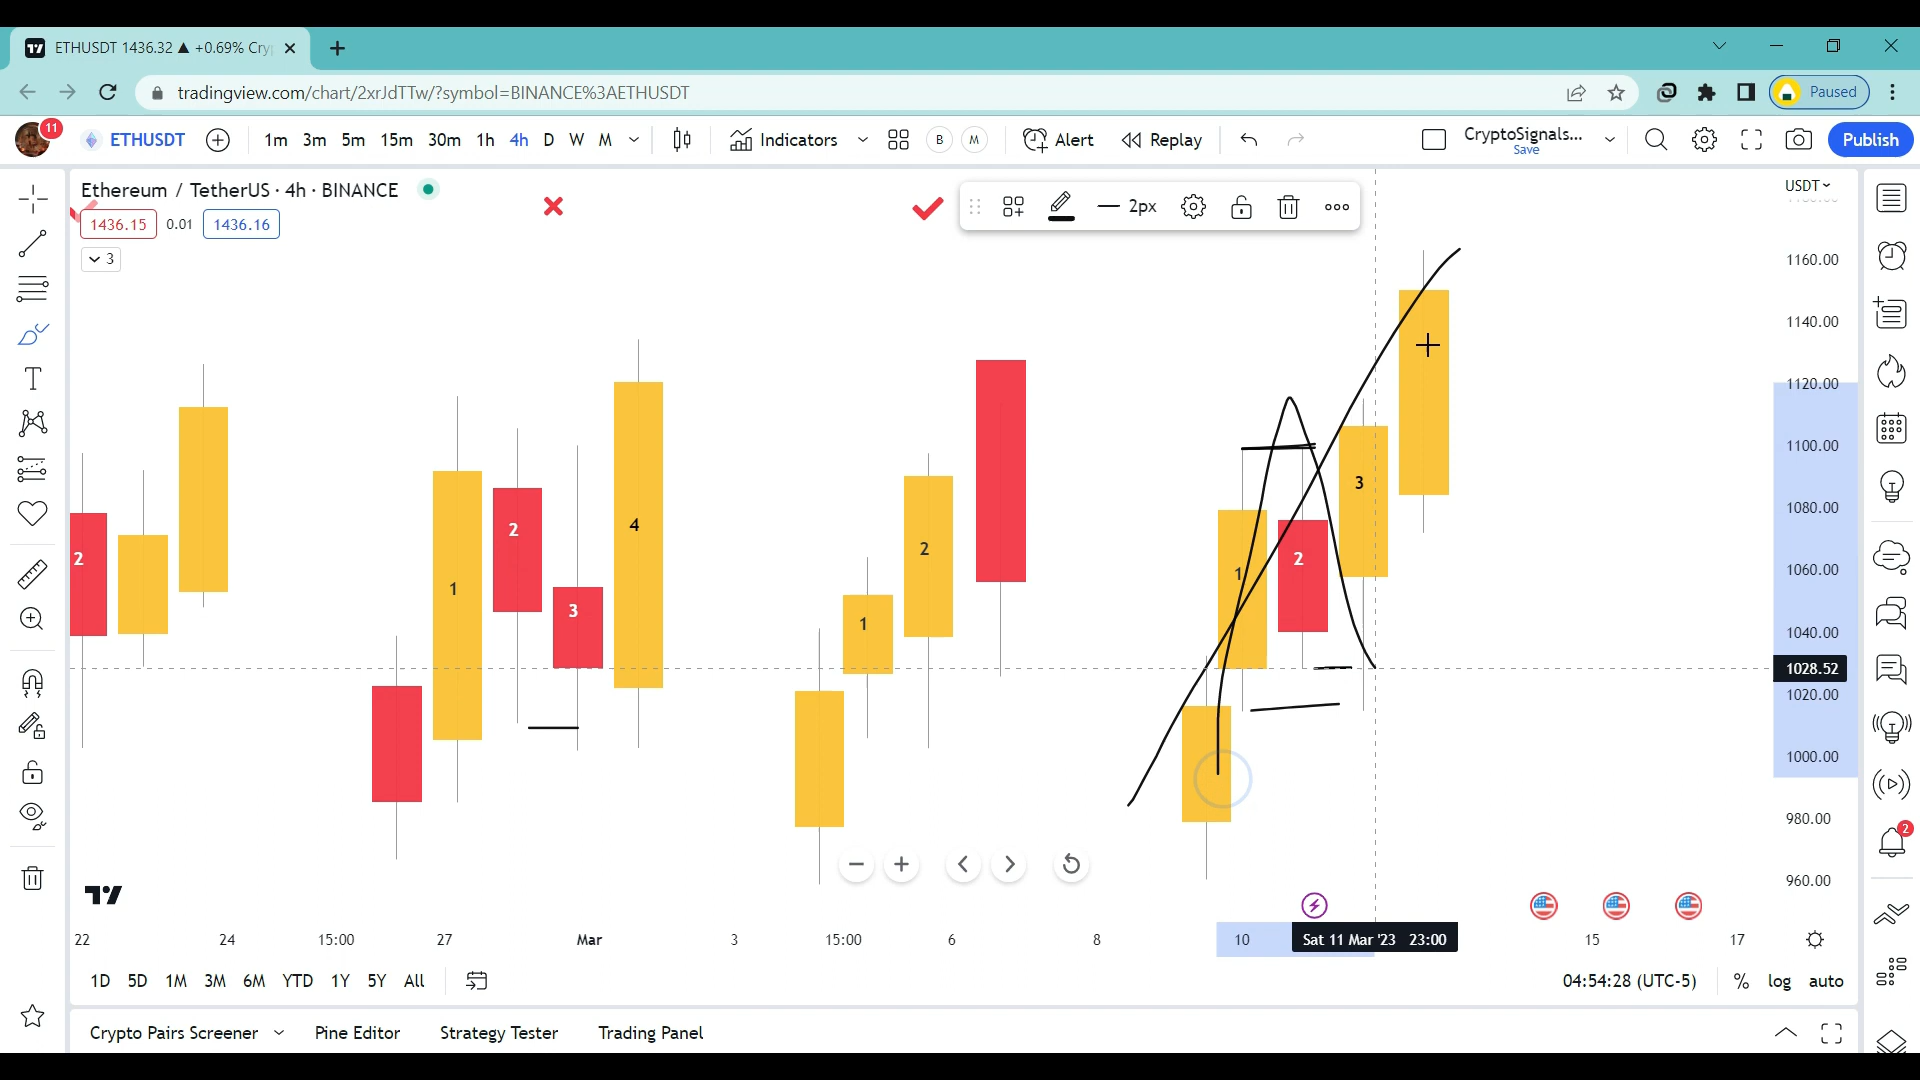 ETHUSDT 1436.32 ▲ +0.69% Cry
tradingview.com/chart/2xrJdTTw/?symbol=BINANCE%3AETHUSDT
Paused
11
ETHUSDT
1m 3m 5m 15m 30m 1h 4h D W M
Indicators
B
M
Alert
Replay
CryptoSignals...
Save
Publish
Ethereum / TetherUS · 4h · BINANCE
1436.15 0.01 1436.16
3
2px
USDT
1160.00
1140.00
1120.00
1100.00
1080.00
1060.00
1040.00
1028.52
1020.00
1000.00
980.00
960.00
2
1
2
3
4
1
2
1
2
3
2
22 24 15:00 27 Mar 3 15:00 6 8 10 Sat 11 Mar '23 23:00 15 17
1D 5D 1M 3M 6M YTD 1Y 5Y All
04:54:28 (UTC-5) % log auto
Crypto Pairs Screener Pine Editor Strategy Tester Trading Panel